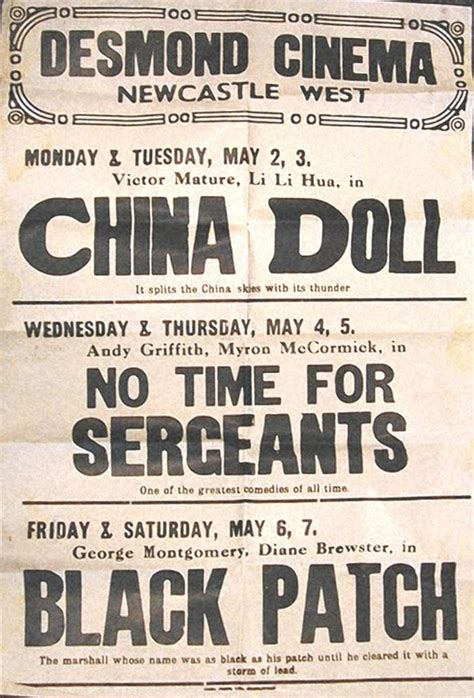 DESMOND CINEMA
NEWCASTLE WEST
MONDAY & TUESDAY, MAY 2, 3.
Victor Mature, Li Li Hua, in
CHINA DOLL
It splits the China skies with its thunder
WEDNESDAY & THURSDAY, MAY 4, 5.
Andy Griffith, Myron McCormick, in
NO TIME FOR
SERGEANTS
One of the greatest comedies of all time.
FRIDAY & SATURDAY, MAY 6, 7.
George Montgomery, Diane Brewster, in
BLACK PATCH
The marshall whose name was as black as his patch until he cleared it with a
storm of lead.